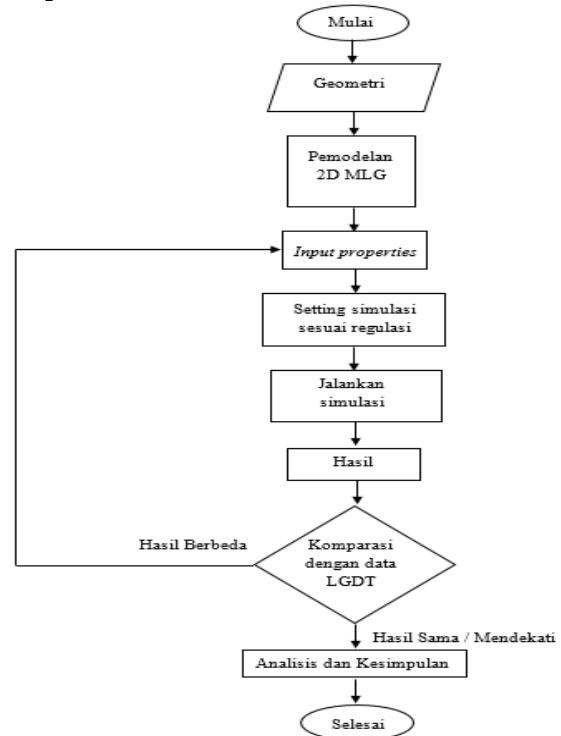 Mulai
Geometri
Pemodelan
2D MLG
Input properties
Setting simulasi
sesuai regulasi
Jalankan
simulasi
Hasil
Hasil Berbeda
Komparasi
dengan data
LGDT
Hasil Sama / Mendekati
Analisis dan Kesimpulan
Selesai